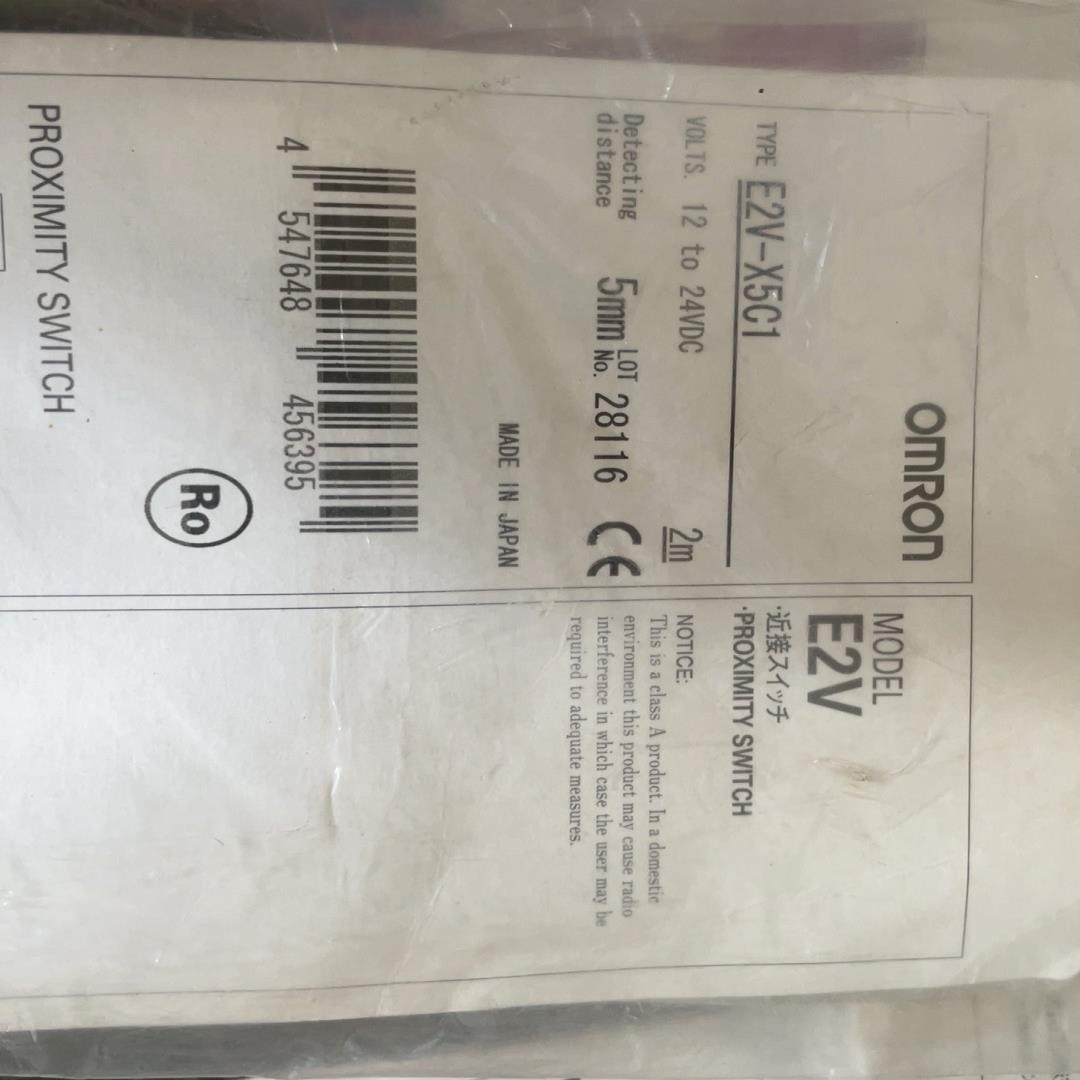 OMRON
TYPE E2V-X5C1
VOLTS. 12 to 24VDC
2m
Detecting
distance
5mm
LOT
No. 28116
CE
MADE IN JAPAN
4 547648 456395
Ro
PROXIMITY SWITCH
MODEL
E2V
·近接スイッチ
·PROXIMITY SWITCH
NOTICE:
This is a class A product. In a domestic
environment this product may cause radio
interference in which case the user may be
required to adequate measures.